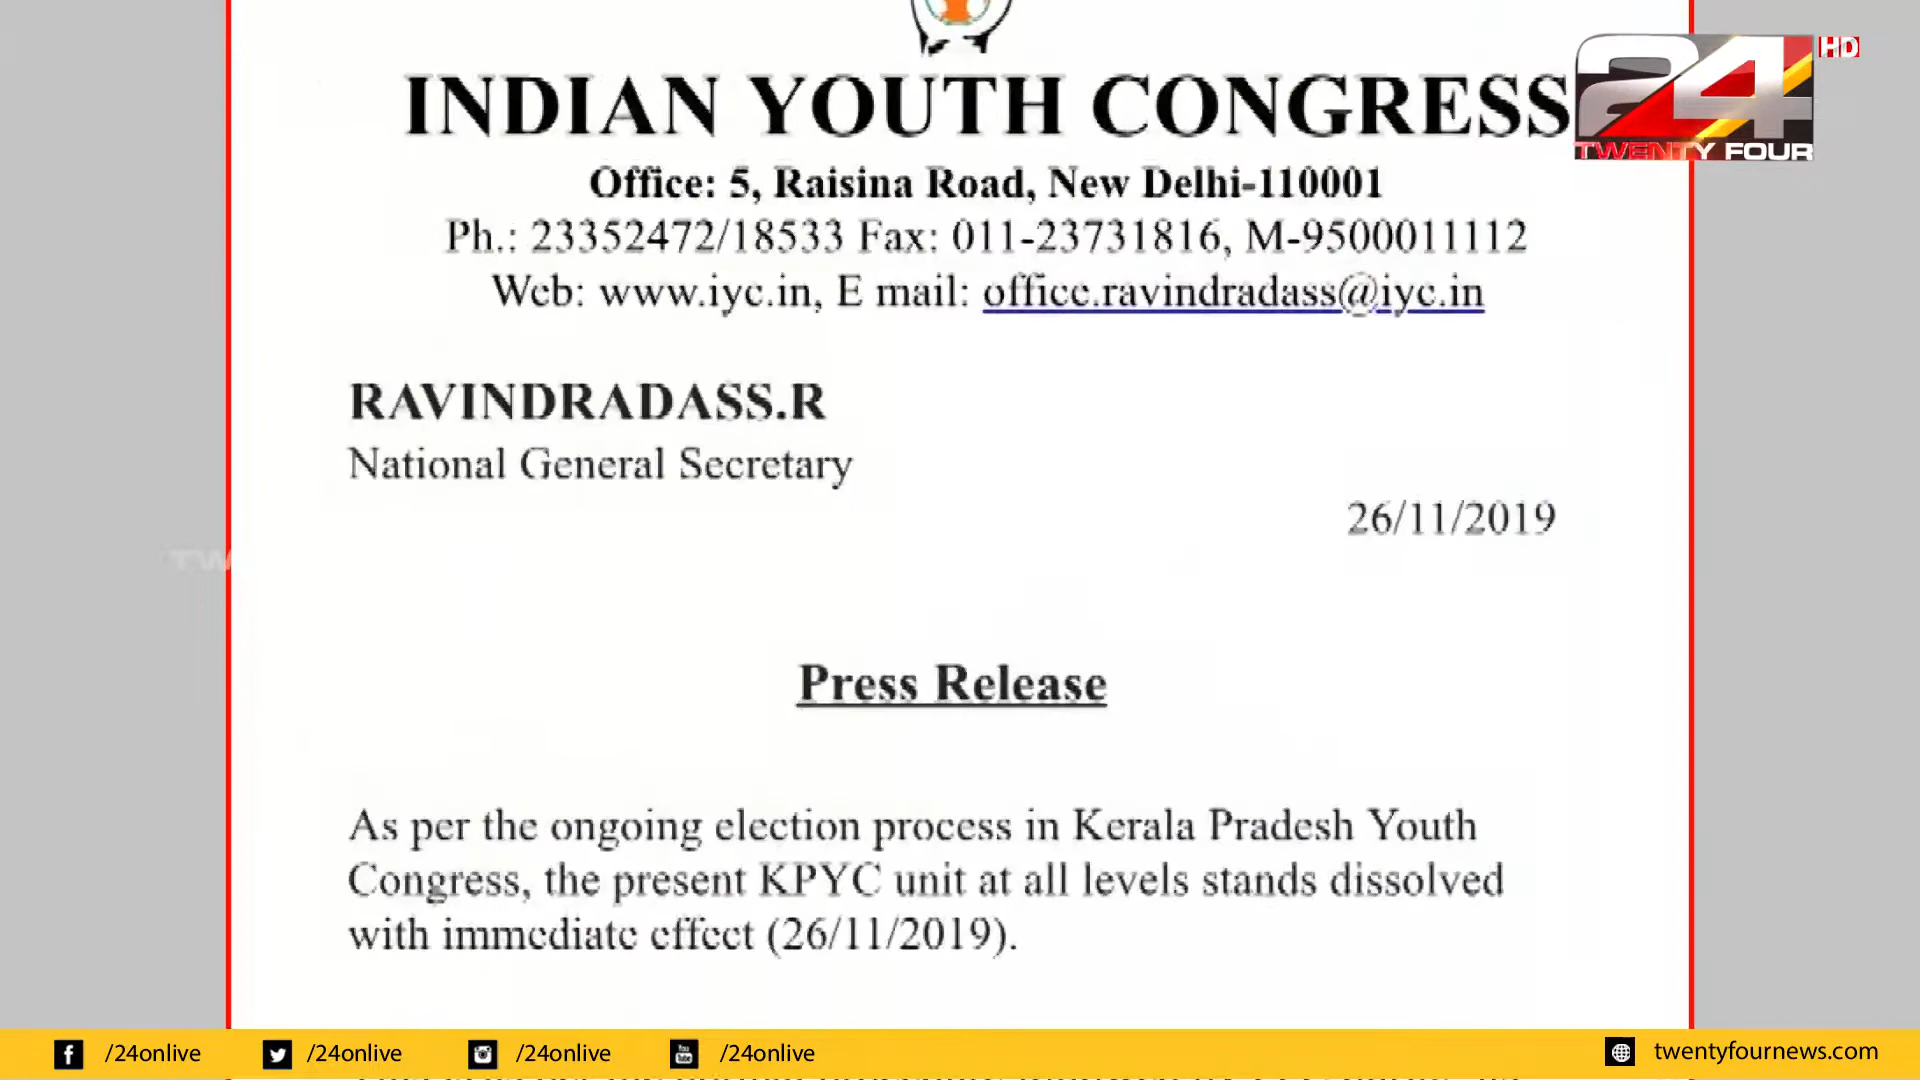 INDIAN YOUTH CONGRESS
Office: 5, Raisina Road, New Delhi-110001
Ph.: 23352472/18533 Fax: 011-23731816, M-9500011112
Web: www.iyc.in, E mail: office.ravindradass@iyc.in
RAVINDRADASS.R
National General Secretary
26/11/2019
Press Release
As per the ongoing election process in Kerala Pradesh Youth
Congress, the present KPYC unit at all levels stands dissolved
with immediate effect (26/11/2019).
24 HD
TWENTY FOUR
TW
/24onlive /24onlive /24onlive /24onlive twentyfournews.com